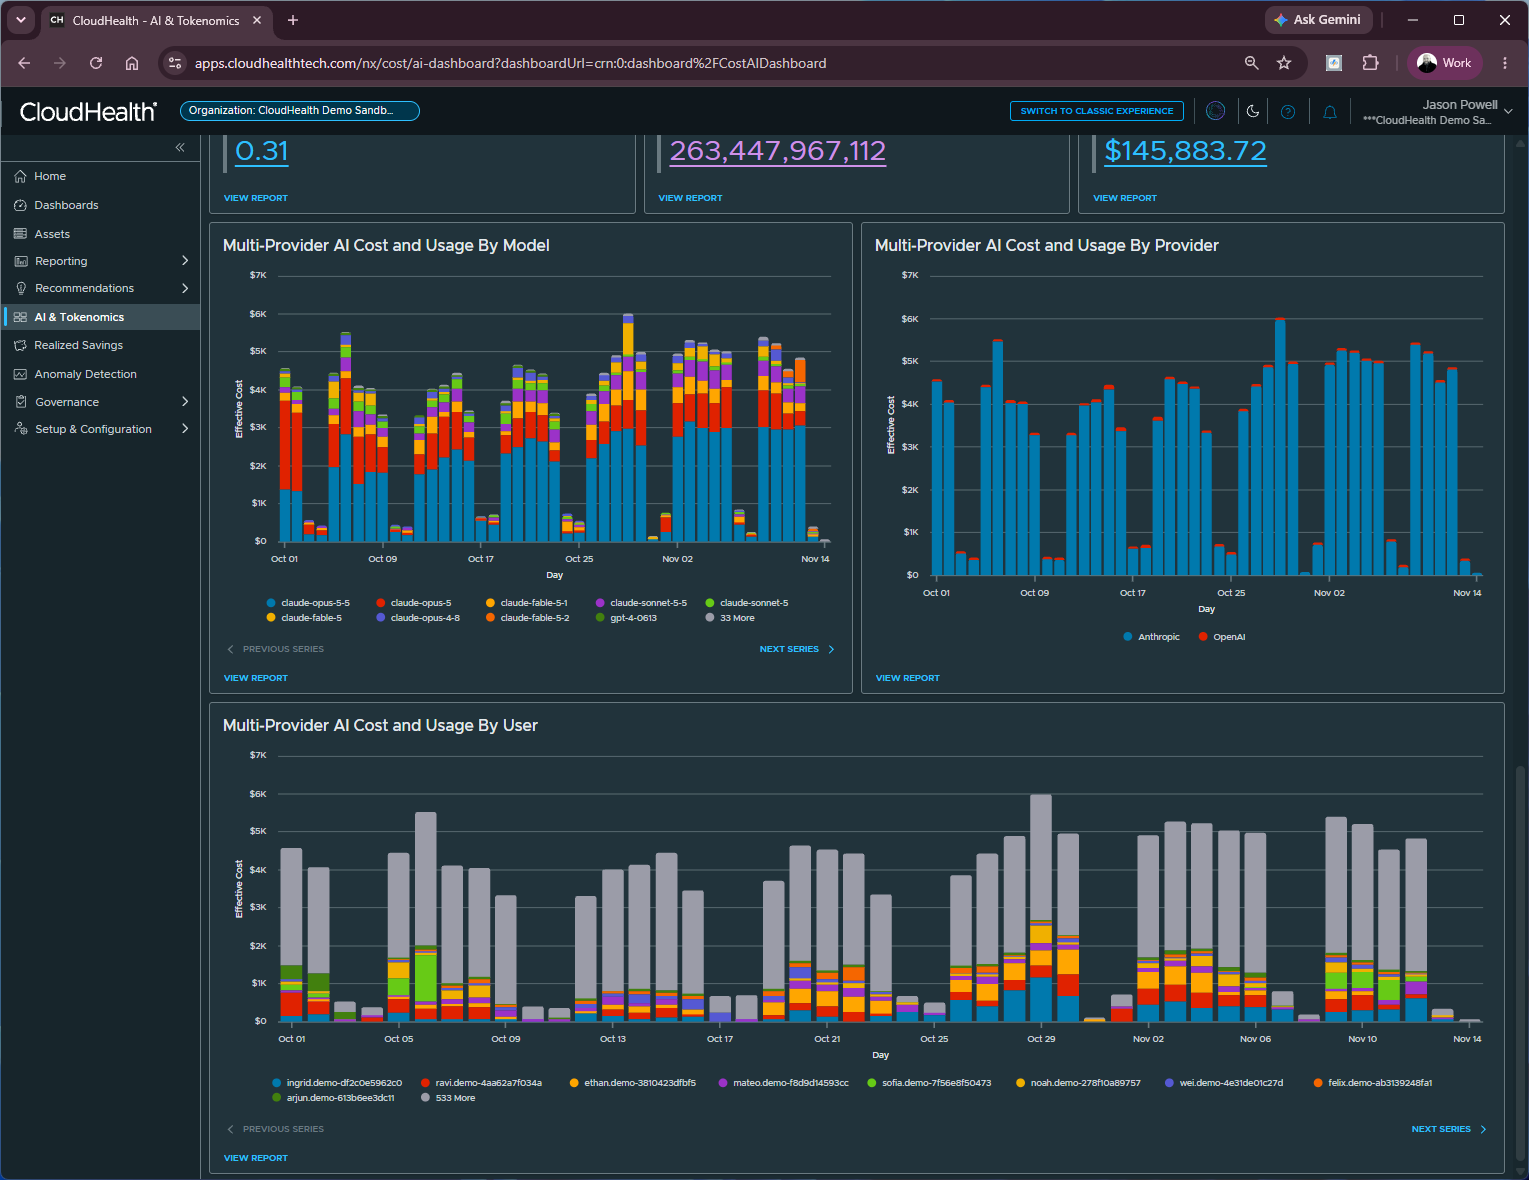 CH CloudHealth - AI & Tokenomics
Ask Gemini
apps.cloudhealthtech.com/nx/cost/ai-dashboard?dashboardUrl=crn:0:dashboard%2FCostAIDashboard
Work
CloudHealth
Organization: CloudHealth Demo Sandb...
SWITCH TO CLASSIC EXPERIENCE
Jason Powell
***CloudHealth Demo Sa...
Home
Dashboards
Assets
Reporting
Recommendations
AI & Tokenomics
Realized Savings
Anomaly Detection
Governance
Setup & Configuration
0.31
VIEW REPORT
263,447,967,112
VIEW REPORT
$145,883.72
VIEW REPORT
Multi-Provider AI Cost and Usage By Model
$7K
$6K
$5K
$4K
$3K
$2K
$1K
$0
Effective Cost
Oct 01 Oct 09 Oct 17 Oct 25 Nov 02 Nov 14
Day
claude-opus-5-5 claude-opus-5 claude-fable-5-1 claude-sonnet-5-5 claude-sonnet-5
claude-fable-5 claude-opus-4-8 claude-fable-5-2 gpt-4-0613 33 More
PREVIOUS SERIES NEXT SERIES
VIEW REPORT
Multi-Provider AI Cost and Usage By Provider
$7K
$6K
$5K
$4K
$3K
$2K
$1K
$0
Effective Cost
Oct 01 Oct 09 Oct 17 Oct 25 Nov 02 Nov 14
Day
Anthropic OpenAI
VIEW REPORT
Multi-Provider AI Cost and Usage By User
$7K
$6K
$5K
$4K
$3K
$2K
$1K
$0
Effective Cost
Oct 01 Oct 05 Oct 09 Oct 13 Oct 17 Oct 21 Oct 25 Oct 29 Nov 02 Nov 06 Nov 10 Nov 14
Day
ingrid.demo-df2c0e5962c0 ravi.demo-4aa62a7f034a ethan.demo-3810423dfbf5 mateo.demo-f8d9d14593cc sofia.demo-7f56e8f50473 noah.demo-278f10a89757 wei.demo-4e31de01c27d felix.demo-ab3139248fa1
arjun.demo-613b6ee3dc11 533 More
PREVIOUS SERIES NEXT SERIES
VIEW REPORT